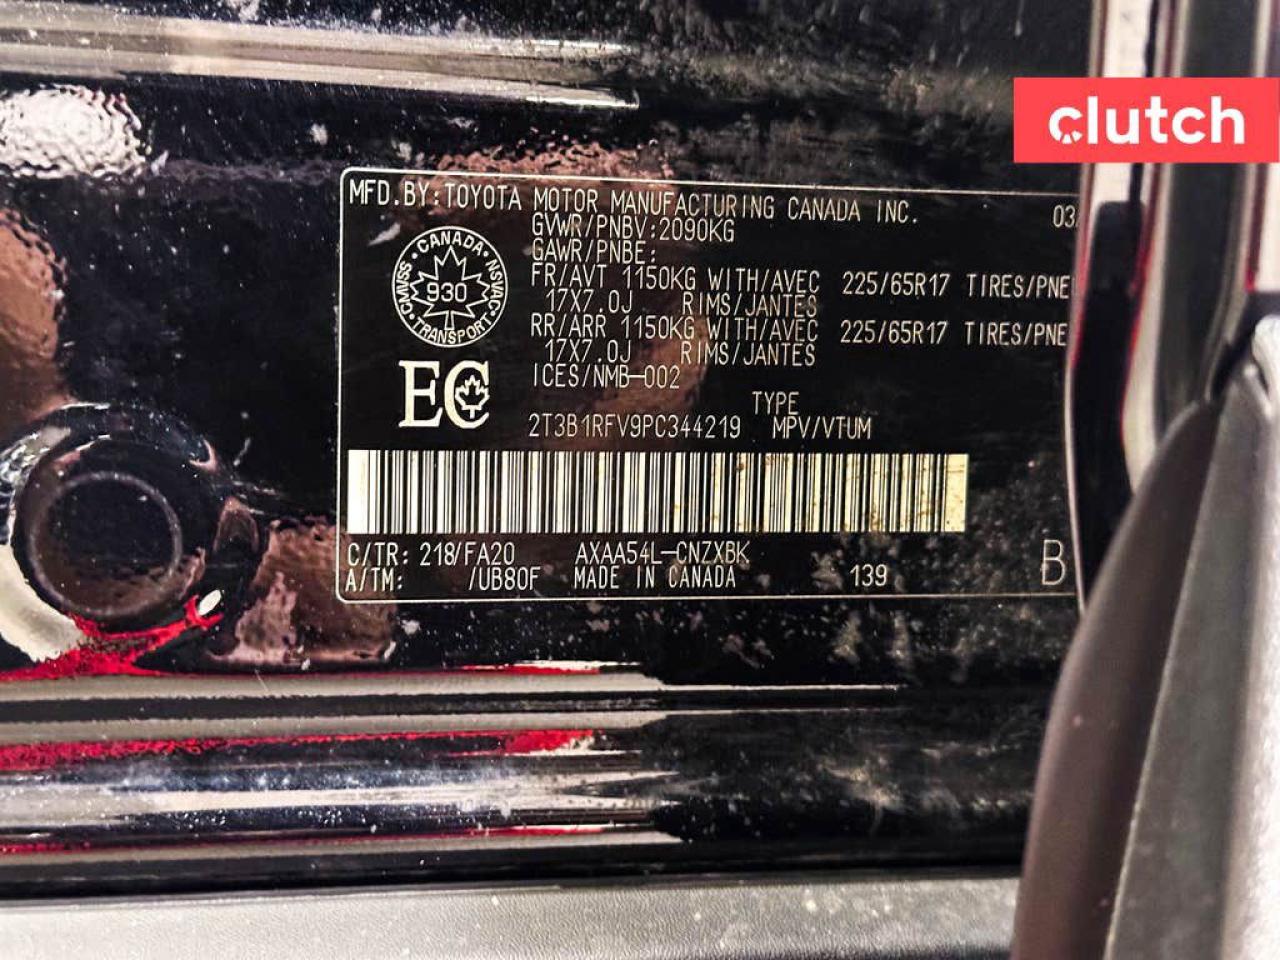 clutch
MFD.BY:TOYOTA MOTOR MANUFACTURING CANADA INC. 03
GVWR/PNBV:2090KG
GAWR/PNBE:
FR/AVT 1150KG WITH/AVEC 225/65R17 TIRES/PNE
17X7.0J RIMS/JANTES
RR/ARR 1150KG WITH/AVEC 225/65R17 TIRES/PNE
17X7.0J RIMS/JANTES
ICES/NMB-002
CANADA
CMVSS 930 NSVAC
TRANSPORT
EC
TYPE
2T3B1RFV9PC344219 MPV/VTUM
C/TR: 218/FA20 AXAA54L-CNZXBK
A/TM: /UB80F MADE IN CANADA 139 B